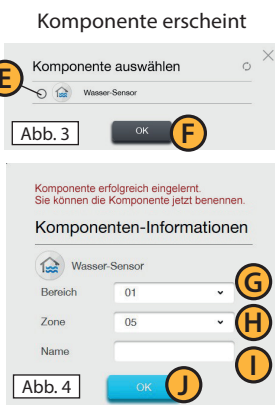 Komponente erscheint
Komponente auswählen
E
Wasser-Sensor
Abb. 3
OK
F
Komponente erfolgreich eingelernt.
Sie können die Komponente jetzt benennen.
Komponenten-Informationen
Wasser-Sensor
G
Bereich 01
Zone 05
H
Name
I
Abb. 4
OK
J